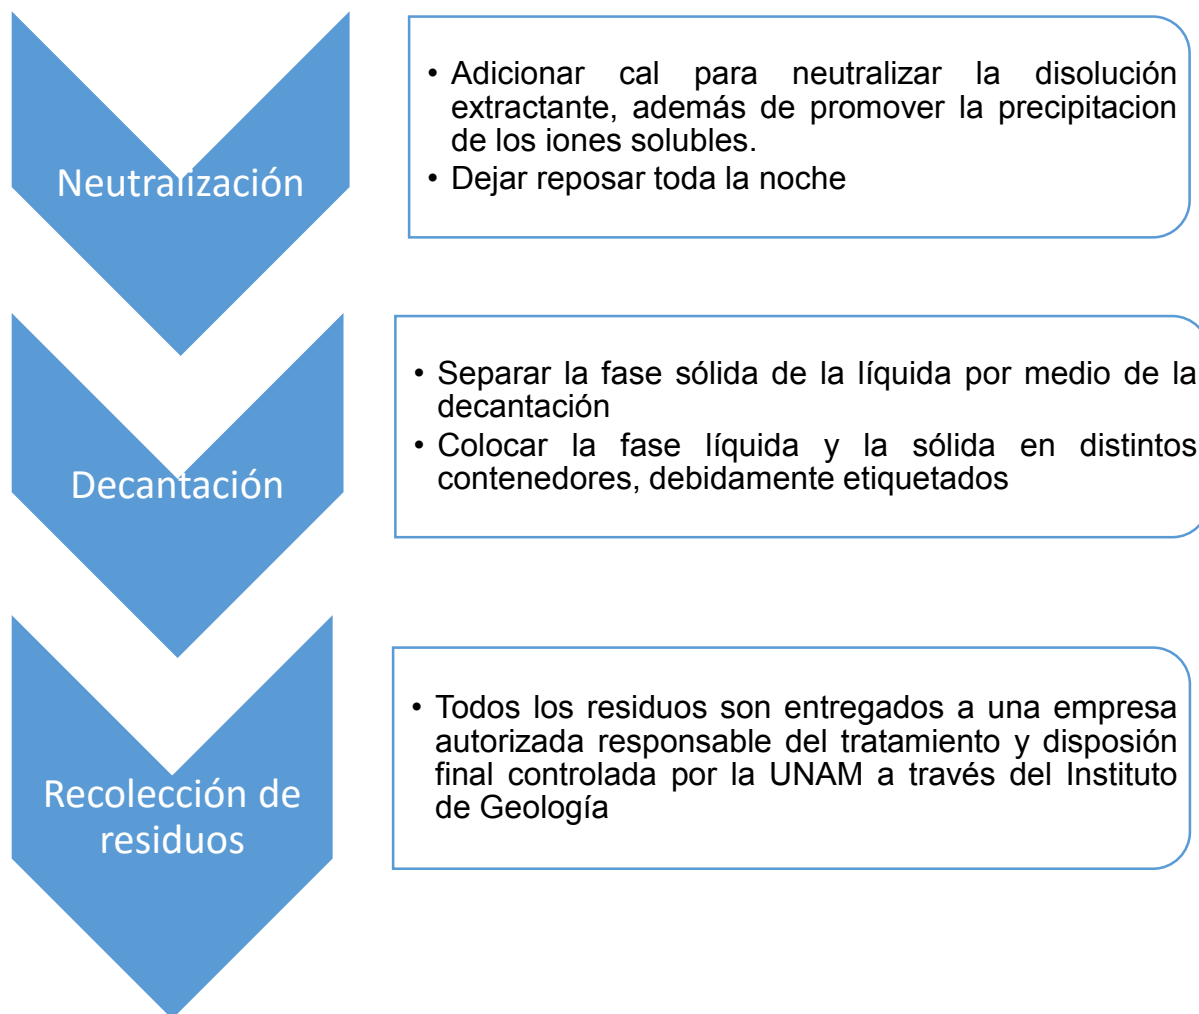 Neutralización
• Adicionar cal para neutralizar la disolución
extractante, además de promover la precipitacion
de los iones solubles.
• Dejar reposar toda la noche
Decantación
• Separar la fase sólida de la líquida por medio de la
decantación
• Colocar la fase líquida y la sólida en distintos
contenedores, debidamente etiquetados
Recolección de
residuos
• Todos los residuos son entregados a una empresa
autorizada responsable del tratamiento y disposión
final controlada por la UNAM a través del Instituto
de Geología